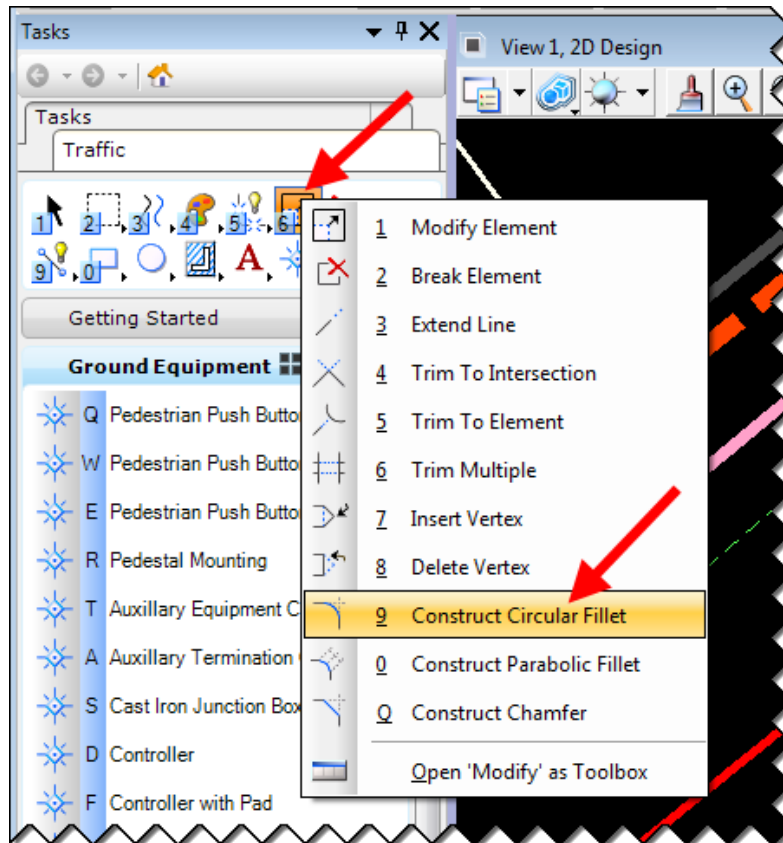 Tasks
View 1, 2D Design
Tasks
Traffic
1 2 3 4 5 6
9 0 A
1 Modify Element
2 Break Element
3 Extend Line
4 Trim To Intersection
5 Trim To Element
6 Trim Multiple
7 Insert Vertex
8 Delete Vertex
9 Construct Circular Fillet
0 Construct Parabolic Fillet
Q Construct Chamfer
Open 'Modify' as Toolbox
Getting Started
Ground Equipment
Q Pedestrian Push Butto
W Pedestrian Push Butto
E Pedestrian Push Butto
R Pedestal Mounting
T Auxillary Equipment C
A Auxillary Termination
S Cast Iron Junction Box
D Controller
F Controller with Pad